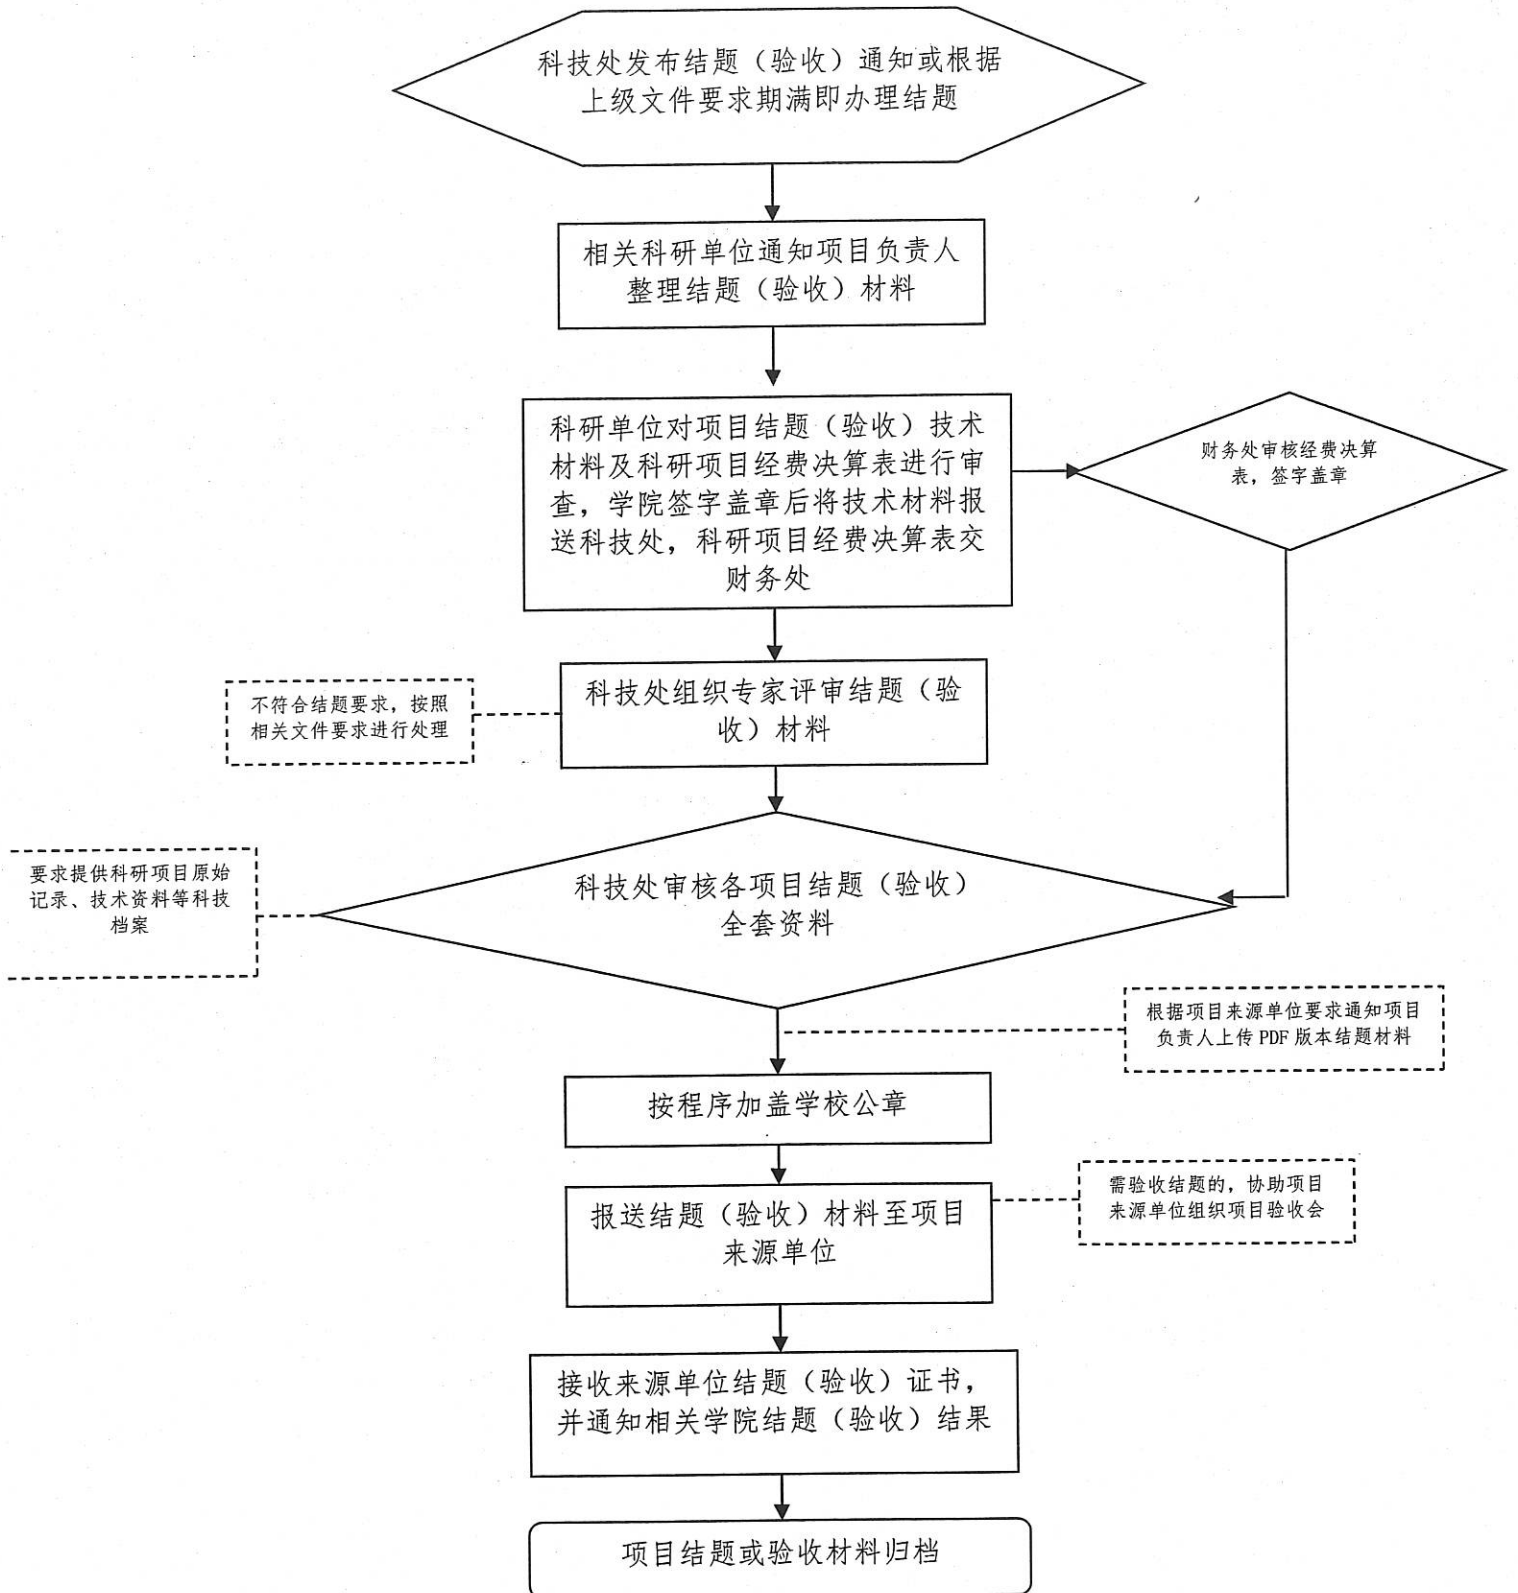 科技处发布结题（验收）通知或根据
上级文件要求期满即办理结题
相关科研单位通知项目负责人
整理结题（验收）材料
科研单位对项目结题（验收）技术
材料及科研项目经费决算表进行审
查，学院签字盖章后将技术材料报
送科技处，科研项目经费决算表交
财务处
财务处审核经费决算
表，签字盖章
科技处组织专家评审结题（验
收）材料
不符合结题要求，按照
相关文件要求进行处理
科技处审核各项目结题（验收）
全套资料
要求提供科研项目原始
记录、技术资料等科技
档案
根据项目来源单位要求通知项目
负责人上传 PDF 版本结题材料
按程序加盖学校公章
报送结题（验收）材料至项目
来源单位
需验收结题的，协助项目
来源单位组织项目验收会
接收来源单位结题（验收）证书，
并通知相关学院结题（验收）结果
项目结题或验收材料归档